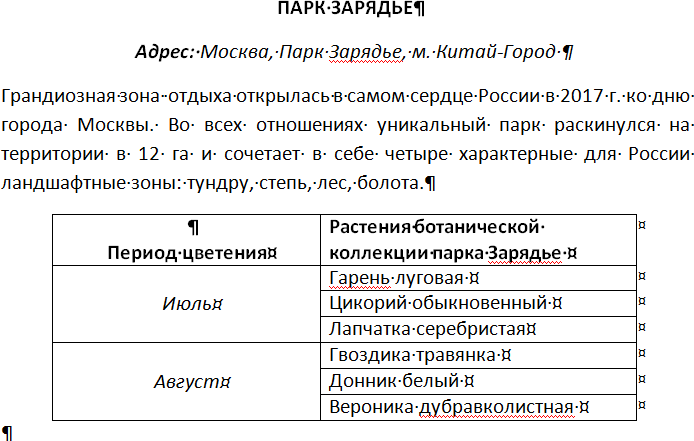 ПАРК ЗАРЯДЬЕ¶
Адрес: Москва, Парк Зарядье, м. Китай-Город ¶
Грандиозная зона отдыха открылась в самом сердце России в 2017 г. ко дню
города Москвы. Во всех отношениях уникальный парк раскинулся на
территории в 12 га и сочетает в себе четыре характерные для России
ландшафтные зоны: тундру, степь, лес, болота.¶
¶
Период цветения¤
Растения ботанической
коллекции парка Зарядье ¤
¤
Июль¤
Гарень луговая ¤
¤
Цикорий обыкновенный ¤
¤
Лапчатка серебристая¤
¤
Август¤
Гвоздика травянка ¤
¤
Донник белый ¤
¤
Вероника дубравколистная ¤
¤
¶